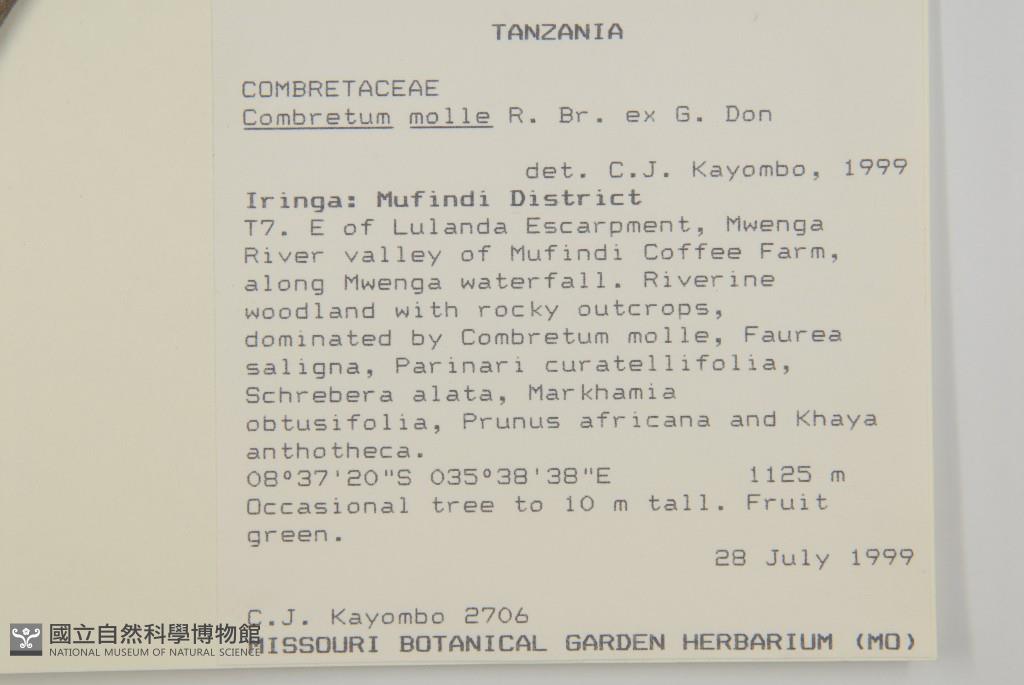 TANZANIA
COMBRETACEAE
Combretum molle R. Br. ex G. Don
det. C.J. Kayombo, 1999
Iringa: Mufindi District
T7. E of Lulanda Escarpment, Mwenga
River valley of Mufindi Coffee Farm,
along Mwenga waterfall. Riverine
woodland with rocky outcrops,
dominated by Combretum molle, Faurea
saligna, Parinari curatellifolia,
Schrebera alata, Markhamia
obtusifolia, Prunus africana and Khaya
anthotheca.
08°37'20"S 035°38'38"E 1125 m
Occasional tree to 10 m tall. Fruit
green.
28 July 1999
C.J. Kayombo 2706
MISSOURI BOTANICAL GARDEN HERBARIUM (MO)
國立自然科學博物館
NATIONAL MUSEUM OF NATURAL SCIENCE